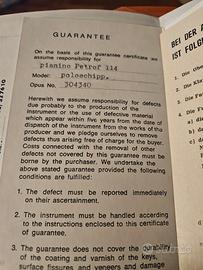 GUARANTEE
On the basis of this guarantee certificate we
assume responsibility for
pianino Petrof 114
Model: poloschipp.
Opus No. 304340
Herewith we assume responsibility for defects
due probably to the production of the
instrument or the use of defective material
which appear within five years from the date of
dispatch of the instrument from the works of the
producer and we pledge ourselves to remove
defects thus arising free of charge for the buyer.
Costs connected with the removal of other
defects not covered by this guarantee must be
borne by the purchaser. We undertake the
above stated guarantee provided the following
conditions are fulfilled:
1. The defect must be reported immediately
on their ascertainment.
2. The instrument must be handled according
to the instructions enclosed to this certificate
of guarantee.
3. The guarantee does not cover the durability
of the coating and varnish of the keys,
surface fissures and veneers and damage
BEI DER
IST FOLGE
1. Die
2. Die
3. Die
4. Die